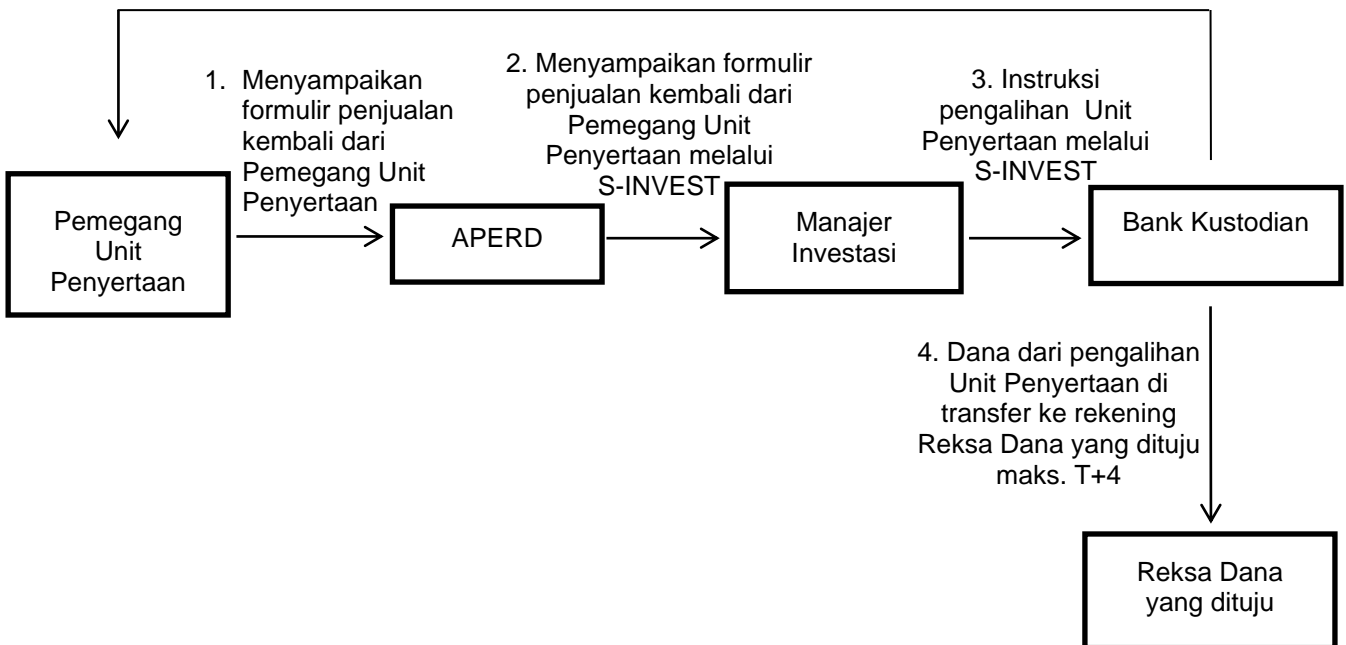 1. Menyampaikan
formulir penjualan
kembali dari
Pemegang Unit
Penyertaan
2. Menyampaikan formulir
penjualan kembali dari
Pemegang Unit
Penyertaan melalui
S-INVEST
3. Instruksi
pengalihan Unit
Penyertaan melalui
S-INVEST
Pemegang
Unit
Penyertaan
APERD
Manajer
Investasi
Bank Kustodian
4. Dana dari pengalihan
Unit Penyertaan di
transfer ke rekening
Reksa Dana yang dituju
maks. T+4
Reksa Dana
yang dituju